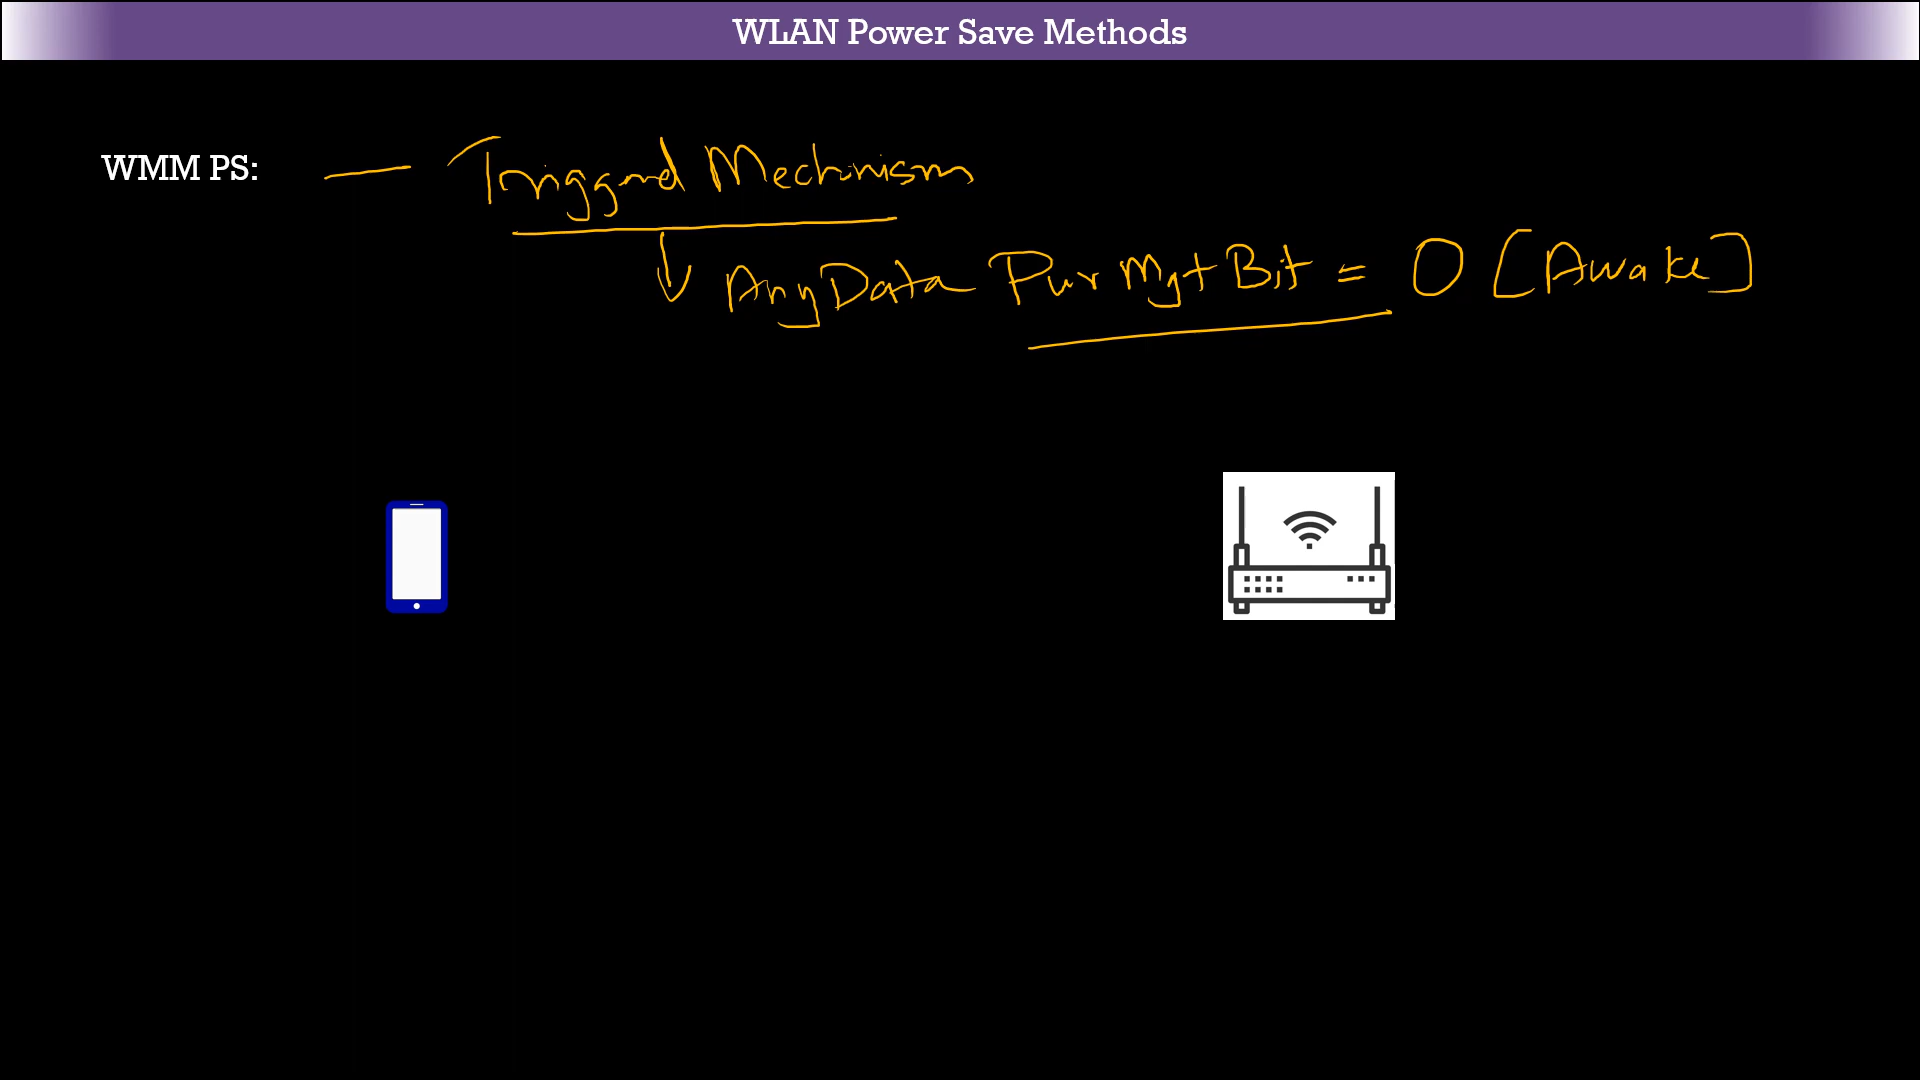 WLAN Power Save Methods
WMM PS: — Triggered Mechanism
↓ Any Data Pwr Mgt Bit = 0 [Awake]